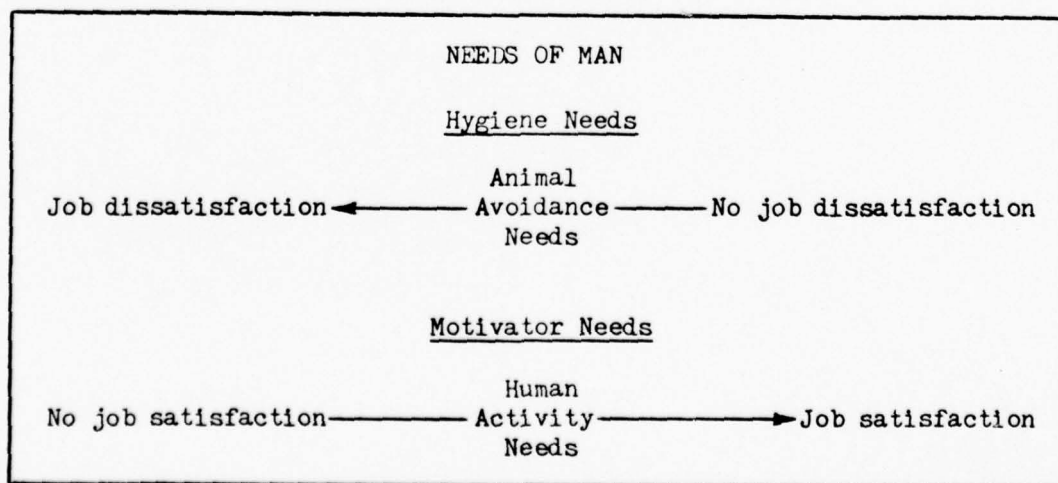 NEEDS OF MAN
Hygiene Needs
Animal
Job dissatisfaction Avoidance No job dissatisfaction
Needs
Motivator Needs
Human
No job satisfaction Activity Job satisfaction
Needs